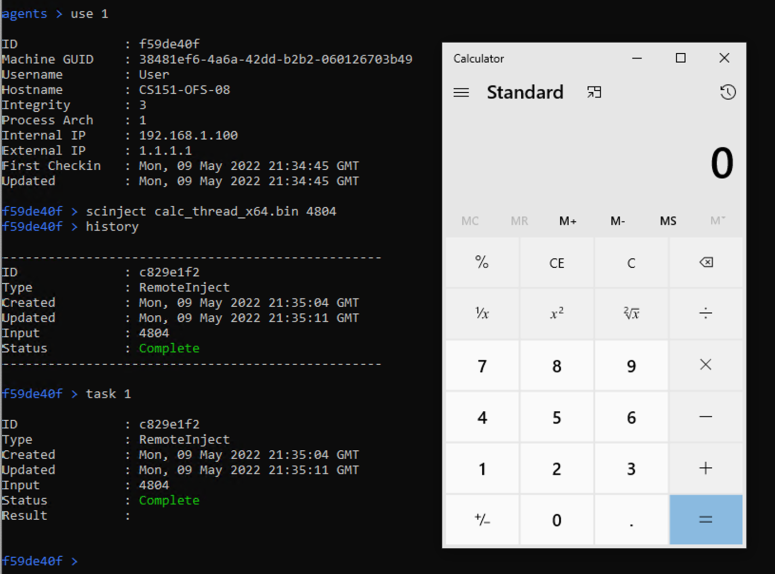 agents > use 1
ID : f59de40f
Machine GUID : 38481ef6-4a6a-42dd-b2b2-060126703b49
Username : User
Hostname : CS151-OFS-08
Integrity : 3
Process Arch : 1
Internal IP : 192.168.1.100
External IP : 1.1.1.1
First Checkin : Mon, 09 May 2022 21:34:45 GMT
Updated : Mon, 09 May 2022 21:34:45 GMT
f59de40f > scinject calc_thread_x64.bin 4804
f59de40f > history
--------------------------------------------------
ID : c829e1f2
Type : RemoteInject
Created : Mon, 09 May 2022 21:35:04 GMT
Updated : Mon, 09 May 2022 21:35:11 GMT
Input : 4804
Status : Complete
--------------------------------------------------
f59de40f > task 1
ID : c829e1f2
Type : RemoteInject
Created : Mon, 09 May 2022 21:35:04 GMT
Updated : Mon, 09 May 2022 21:35:11 GMT
Input : 4804
Status : Complete
Result :
f59de40f >
Calculator
Standard
0
MC MR M+ M- MS M˅
% CE C
¹/x x² ²√x ÷
7 8 9 ×
4 5 6 −
1 2 3 +
+/− 0 . =